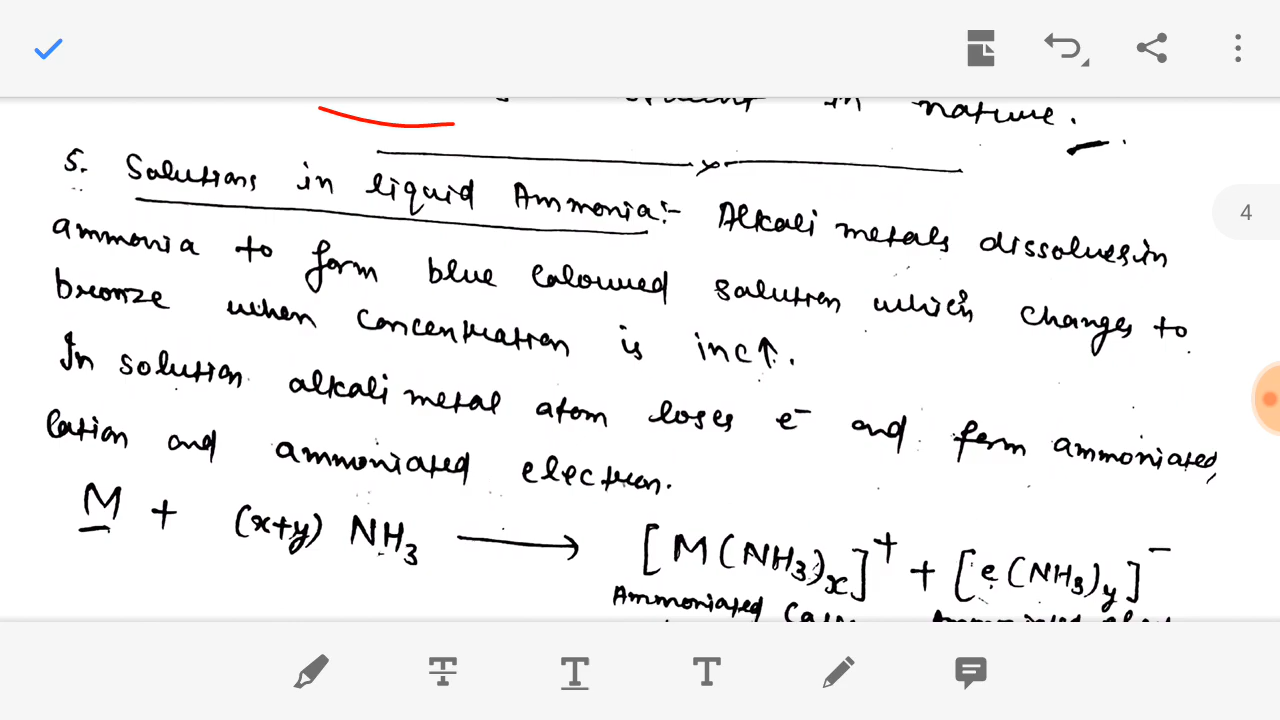 in nature.
5. Solutions in liquid Ammonia:- Alkali metals dissolves in
ammonia to form blue coloured solution which changes to
bronze when concentration is inc↑.
In solution alkali metal atom loses e⁻ and form ammoniated
cation and ammoniated electron.
M + (x+y) NH₃ ⟶ [M(NH₃)ₓ]⁺ + [e(NH₃)y]⁻
Ammoniated
4